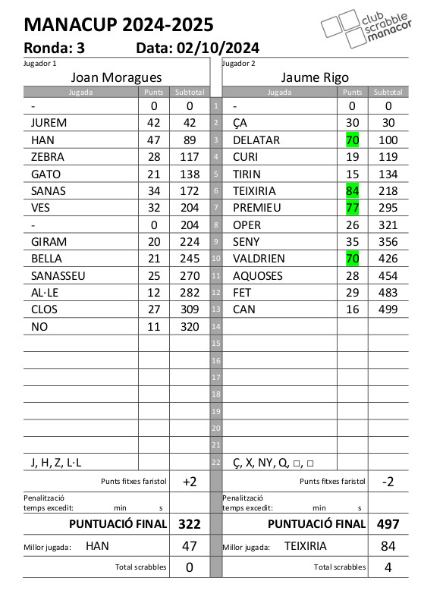 MANACUP 2024-2025
club scrabble manacor
Ronda: 3 Data: 02/10/2024
Jugador 1 Jugador 2
Joan Moragues Jaume Rigo
Jugada Punts Subtotal Jugada Punts Subtotal
- 0 0 1 - 0 0
JUREM 42 42 2 ÇA 30 30
HAN 47 89 3 DELATAR 70 100
ZEBRA 28 117 4 CURI 19 119
GATO 21 138 5 TIRIN 15 134
SANAS 34 172 6 TEIXIRIA 84 218
VES 32 204 7 PREMIEU 77 295
- 0 204 8 OPER 26 321
GIRAM 20 224 9 SENY 35 356
BELLA 21 245 10 VALDRIEN 70 426
SANASSEU 25 270 11 AQUOSES 28 454
AL·LE 12 282 12 FET 29 483
CLOS 27 309 13 CAN 16 499
NO 11 320 14
15
16
17
18
19
20
21
J, H, Z, L·L 22 Ç, X, NY, Q, □, □
Punts fitxes faristol +2 Punts fitxes faristol -2
Penalització Penalització
temps excedit: min s temps excedit: min s
PUNTUACIÓ FINAL 322 PUNTUACIÓ FINAL 497
Millor jugada: HAN 47 Millor jugada: TEIXIRIA 84
Total scrabbles 0 Total scrabbles 4